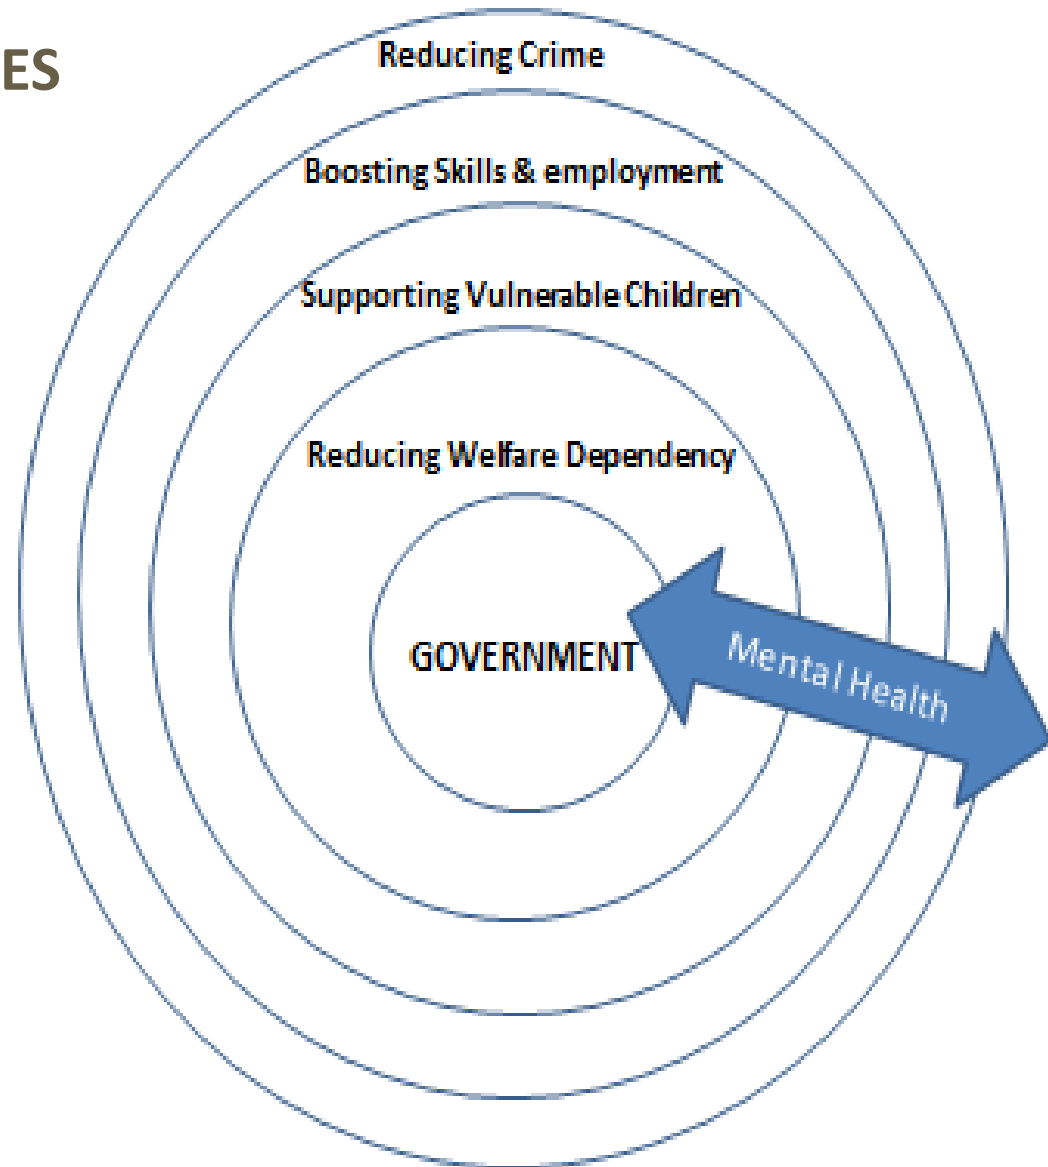 ES
Reducing Crime
Boosting Skills & employment
Supporting Vulnerable Children
Reducing Welfare Dependency
GOVERNMENT
Mental Health